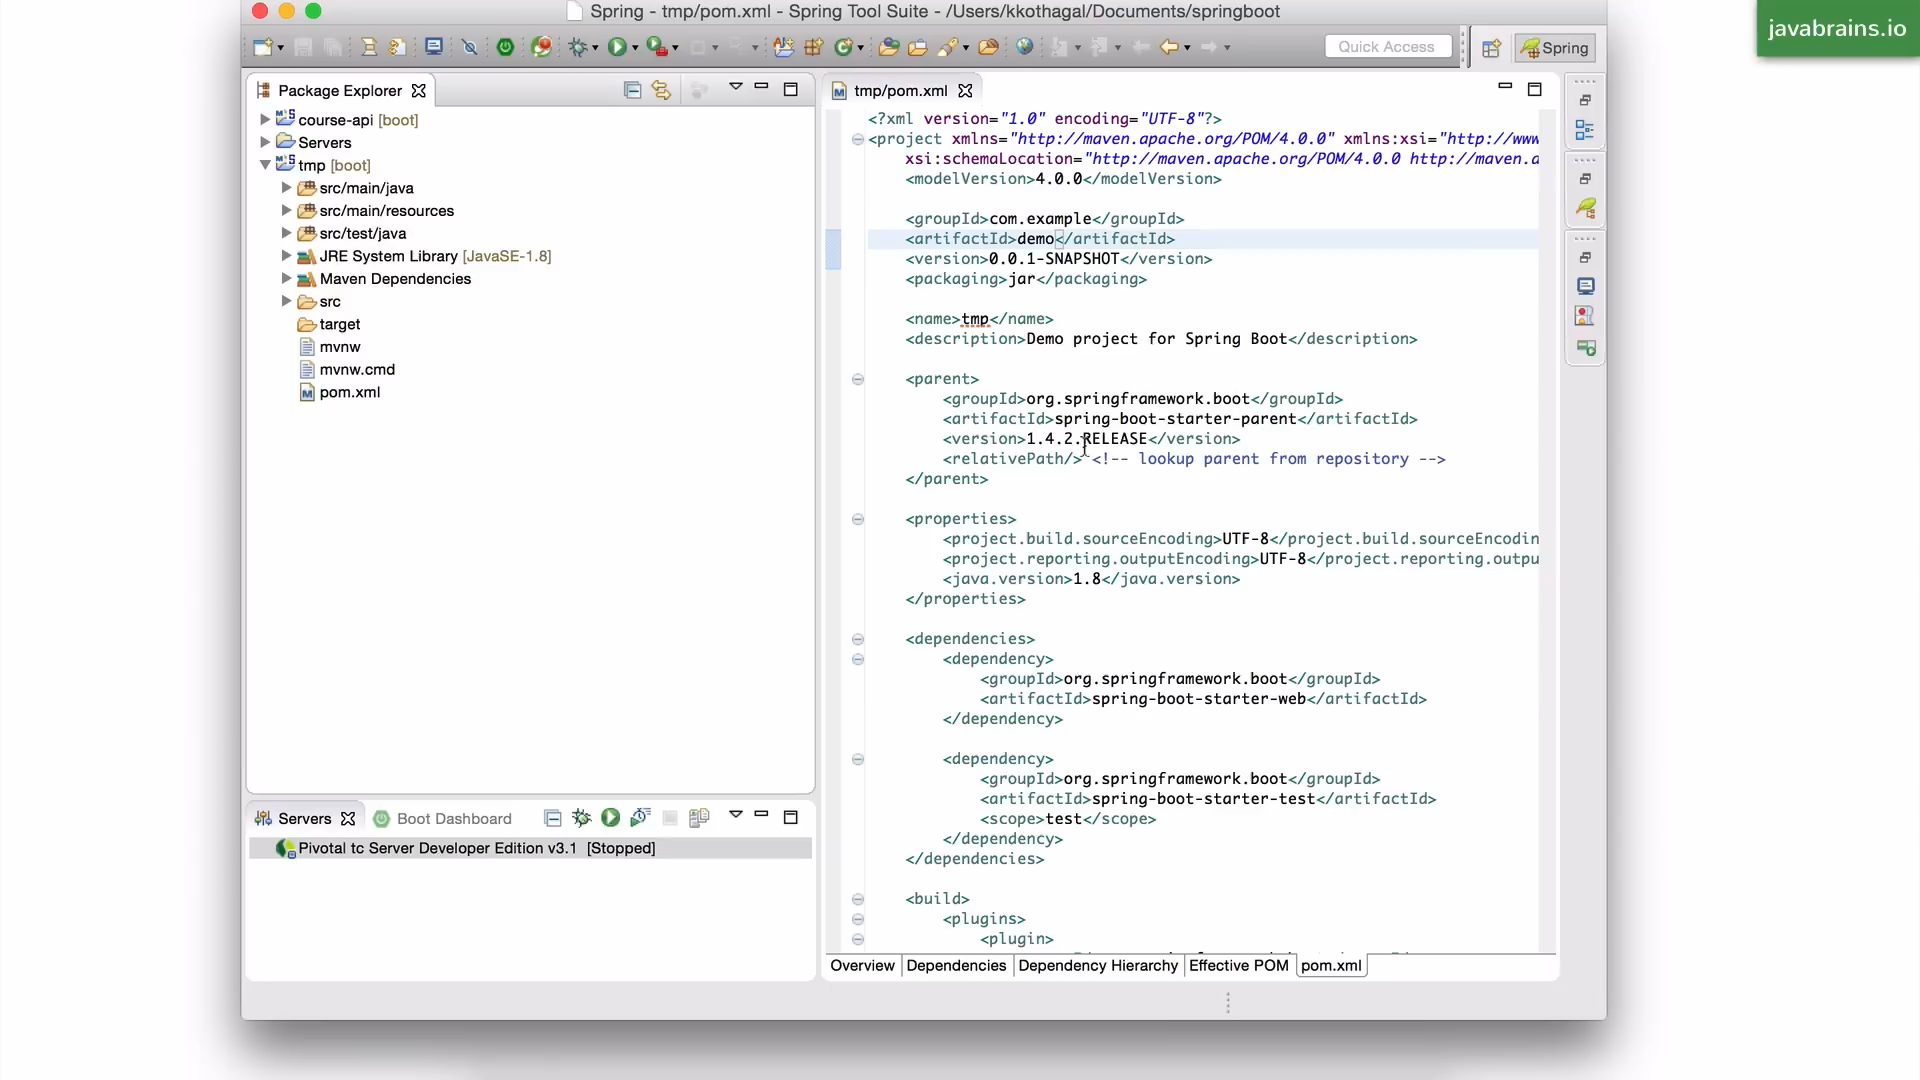 Spring - tmp/pom.xml - Spring Tool Suite - /Users/kkothagal/Documents/springboot
javabrains.io
Quick Access
Spring
Package Explorer
course-api [boot]
Servers
tmp [boot]
src/main/java
src/main/resources
src/test/java
JRE System Library [JavaSE-1.8]
Maven Dependencies
src
target
mvnw
mvnw.cmd
pom.xml
Servers
Boot Dashboard
Pivotal tc Server Developer Edition v3.1 [Stopped]
tmp/pom.xml
<?xml version="1.0" encoding="UTF-8"?>
<project xmlns="http://maven.apache.org/POM/4.0.0" xmlns:xsi="http://www
xsi:schemaLocation="http://maven.apache.org/POM/4.0.0 http://maven.a
<modelVersion>4.0.0</modelVersion>
<groupId>com.example</groupId>
<artifactId>demo</artifactId>
<version>0.0.1-SNAPSHOT</version>
<packaging>jar</packaging>
<name>tmp</name>
<description>Demo project for Spring Boot</description>
<parent>
<groupId>org.springframework.boot</groupId>
<artifactId>spring-boot-starter-parent</artifactId>
<version>1.4.2.RELEASE</version>
<relativePath/> <!-- lookup parent from repository -->
</parent>
<properties>
<project.build.sourceEncoding>UTF-8</project.build.sourceEncodin
<project.reporting.outputEncoding>UTF-8</project.reporting.outpu
<java.version>1.8</java.version>
</properties>
<dependencies>
<dependency>
<groupId>org.springframework.boot</groupId>
<artifactId>spring-boot-starter-web</artifactId>
</dependency>
<dependency>
<groupId>org.springframework.boot</groupId>
<artifactId>spring-boot-starter-test</artifactId>
<scope>test</scope>
</dependency>
</dependencies>
<build>
<plugins>
<plugin>
Overview
Dependencies
Dependency Hierarchy
Effective POM
pom.xml